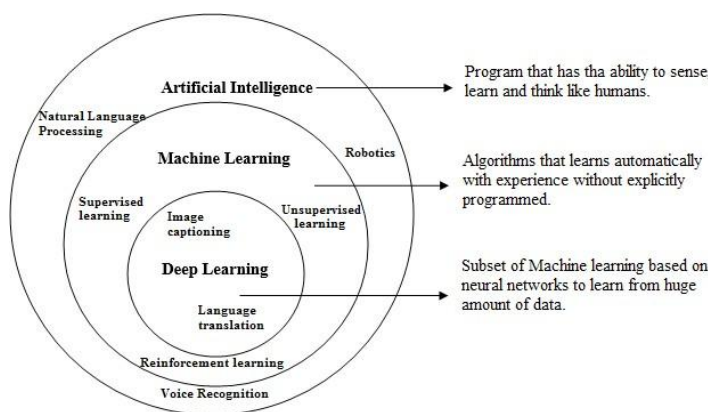 Artificial Intelligence
Program that has tha ability to sense
learn and think like humans.
Natural Language
Processing
Machine Learning
Robotics
Algorithms that learns automatically
with experience without explicitly
programmed.
Supervised
learning
Image
captioning
Unsupervised
learning
Deep Learning
Subset of Machine learning based on
neural networks to learn from huge
amount of data.
Language
translation
Reinforcement learning
Voice Recognition